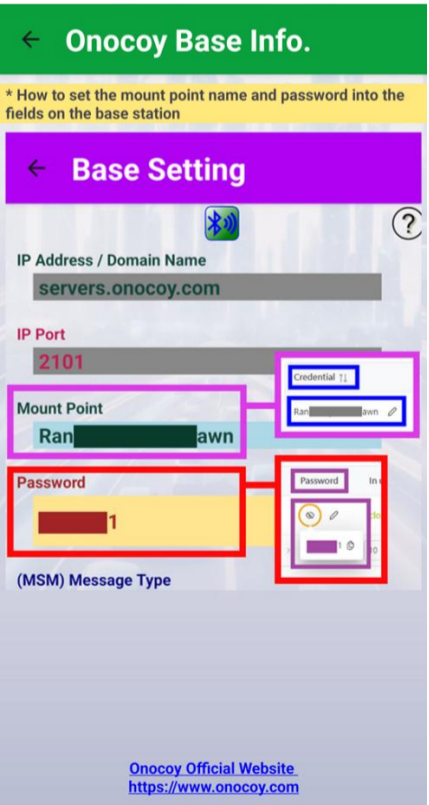 Onocoy Base Info.
* How to set the mount point name and password into the
fields on the base station
Base Setting
?
IP Address / Domain Name
servers.onocoy.com
IP Port
2101
Credential ↑↓
Mount Point
Ran awn
Ran awn
Password
Password In
1
1
10
(MSM) Message Type
Onocoy Official Website
https://www.onocoy.com